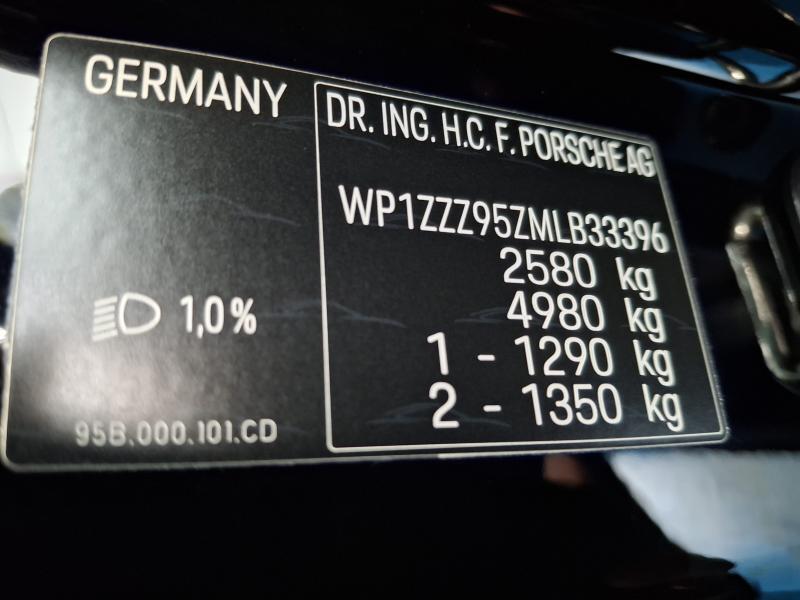 GERMANY
1,0%
95B.000.101.CD
DR. ING. H.C. F. PORSCHE AG
WP1ZZZ95ZMLB33396
2580 kg
4980 kg
1 - 1290 kg
2 - 1350 kg